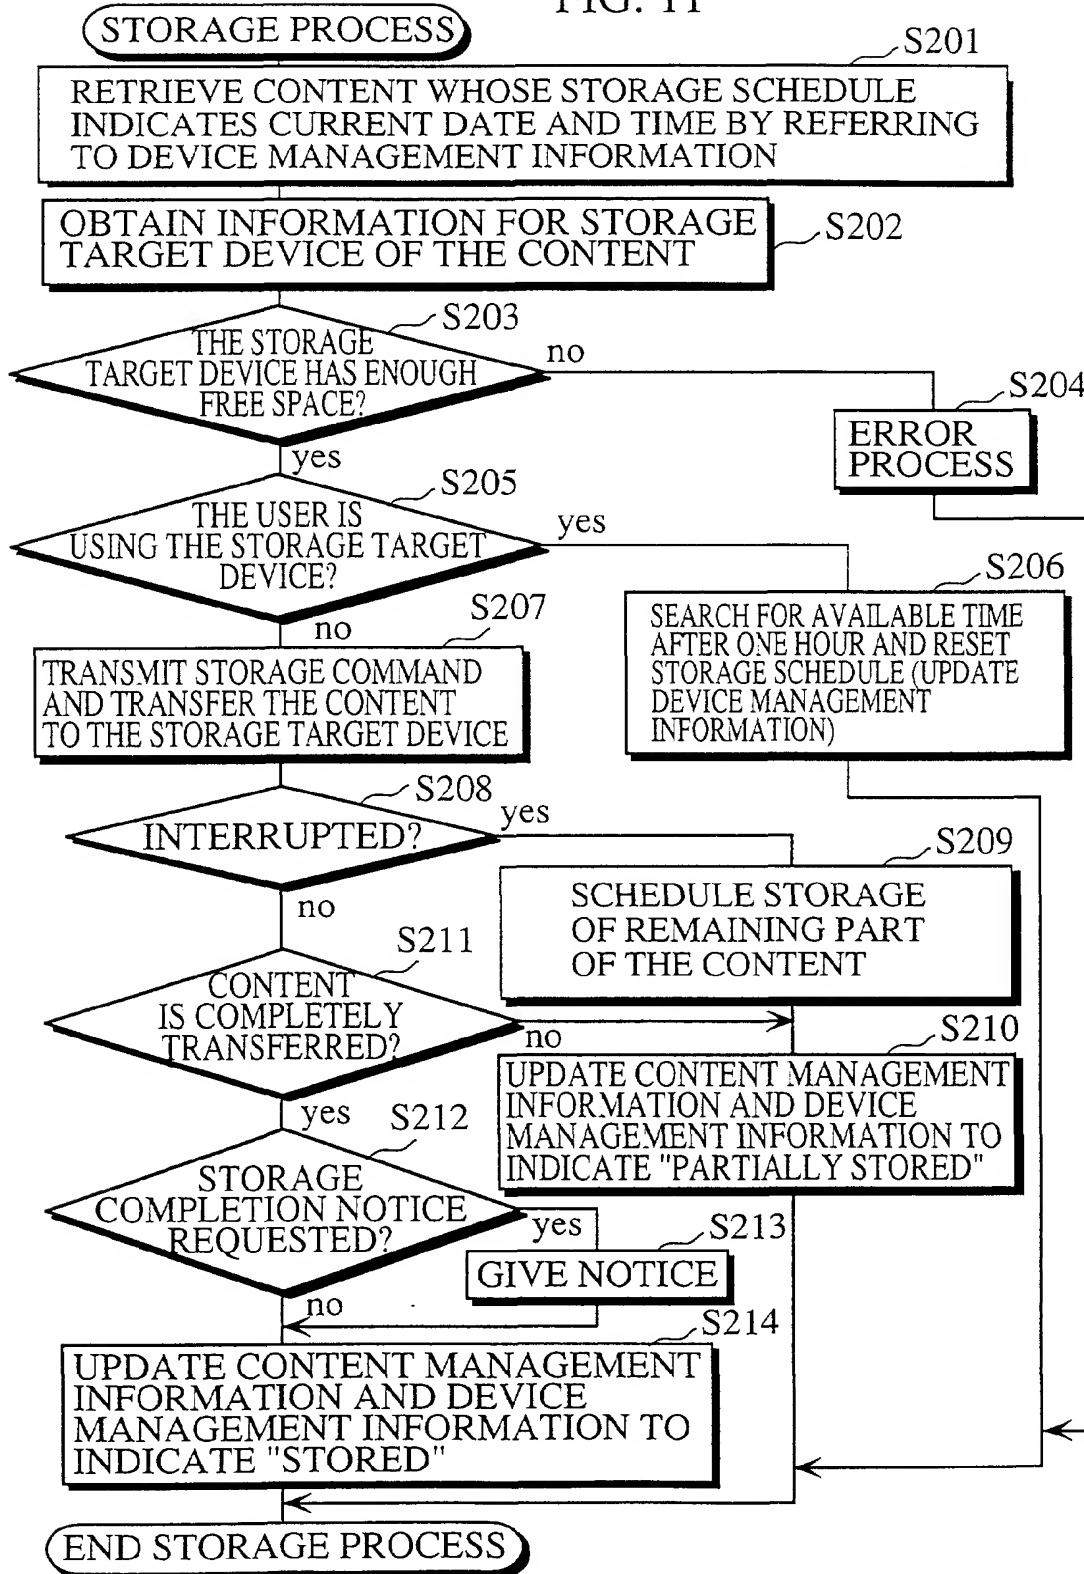 FIG. 11
STORAGE PROCESS
S201
RETRIEVE CONTENT WHOSE STORAGE SCHEDULE
INDICATES CURRENT DATE AND TIME BY REFERRING
TO DEVICE MANAGEMENT INFORMATION
OBTAIN INFORMATION FOR STORAGE
TARGET DEVICE OF THE CONTENT
S202
S203
THE STORAGE
TARGET DEVICE HAS ENOUGH
FREE SPACE?
no
S204
ERROR
PROCESS
yes
S205
THE USER IS
USING THE STORAGE TARGET
DEVICE?
yes
S206
SEARCH FOR AVAILABLE TIME
AFTER ONE HOUR AND RESET
STORAGE SCHEDULE (UPDATE
DEVICE MANAGEMENT
INFORMATION)
no
S207
TRANSMIT STORAGE COMMAND
AND TRANSFER THE CONTENT
TO THE STORAGE TARGET DEVICE
S208
INTERRUPTED?
yes
S209
SCHEDULE STORAGE
OF REMAINING PART
OF THE CONTENT
no
S211
CONTENT
IS COMPLETELY
TRANSFERRED?
no
S210
UPDATE CONTENT MANAGEMENT
INFORMATION AND DEVICE
MANAGEMENT INFORMATION TO
INDICATE "PARTIALLY STORED"
yes
S212
STORAGE
COMPLETION NOTICE
REQUESTED?
yes
S213
GIVE NOTICE
no
S214
UPDATE CONTENT MANAGEMENT
INFORMATION AND DEVICE
MANAGEMENT INFORMATION TO
INDICATE "STORED"
END STORAGE PROCESS